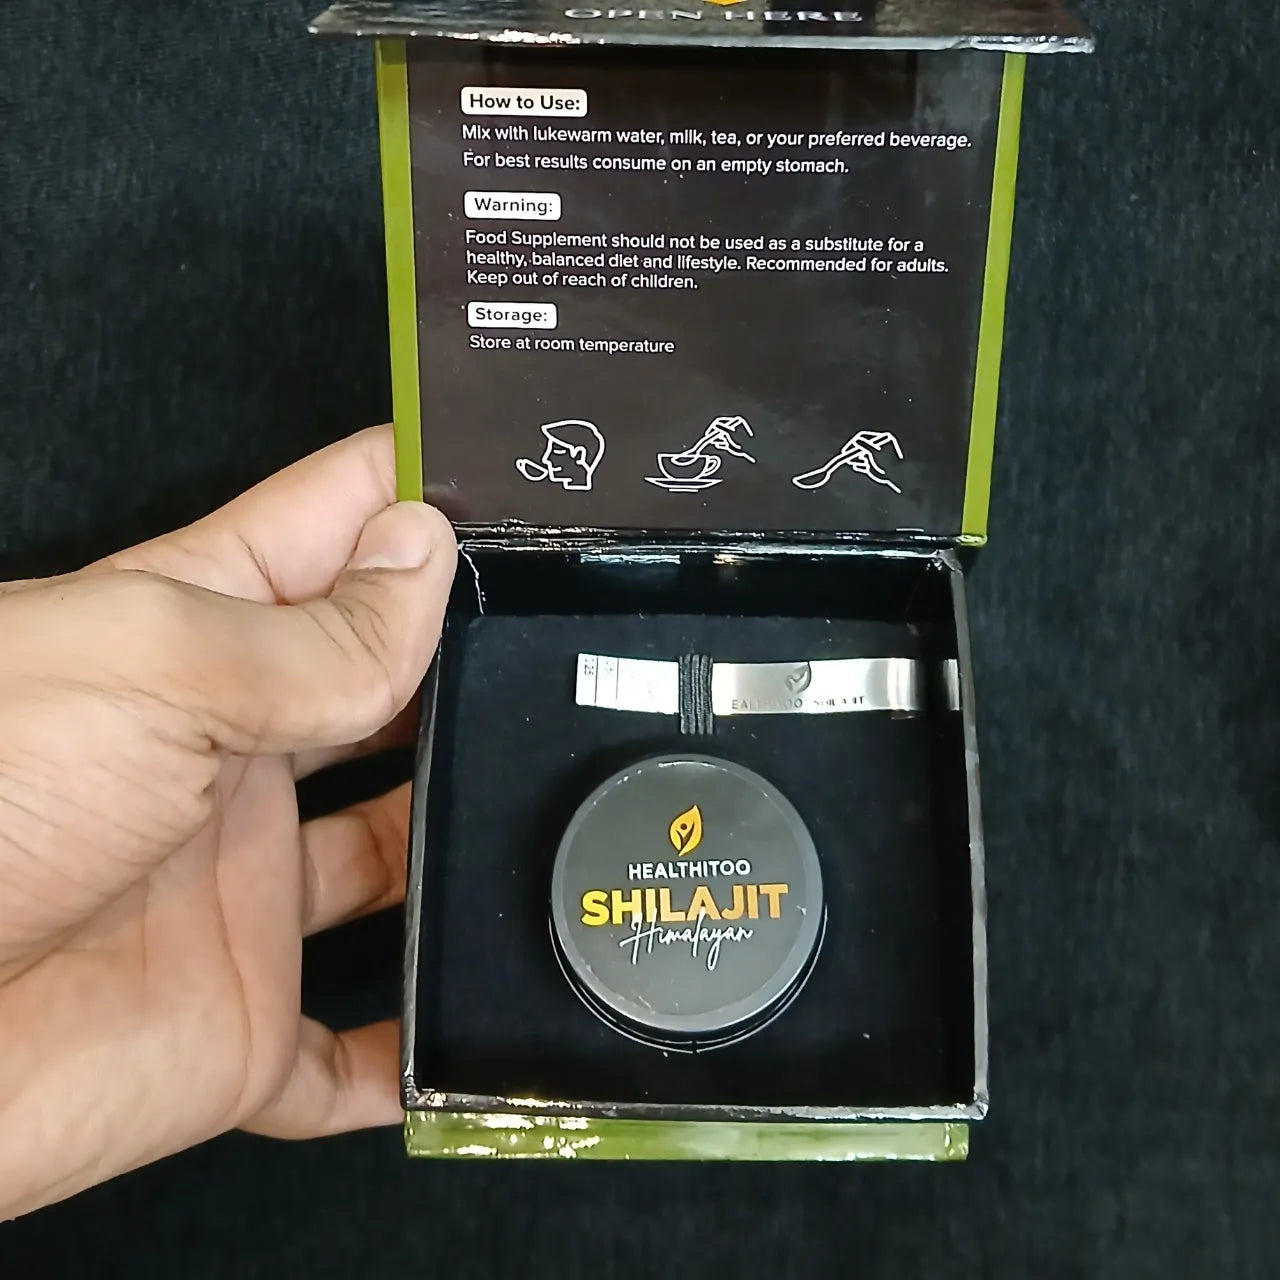 OPEN HERE
How to Use:
Mix with lukewarm water, milk, tea, or your preferred beverage.
For best results consume on an empty stomach.
Warning:
Food Supplement should not be used as a substitute for a
healthy, balanced diet and lifestyle. Recommended for adults.
Keep out of reach of children.
Storage:
Store at room temperature
EALTHITOO SHILAJIT
HEALTHITOO
SHILAJIT
Himalayan